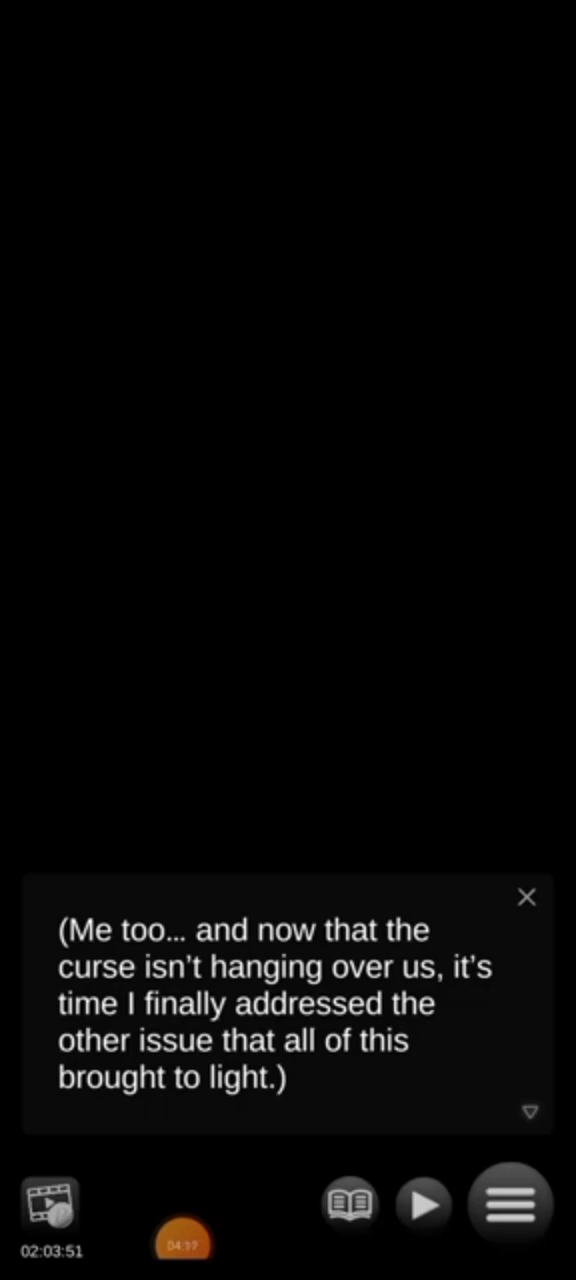 (Me too... and now that the
curse isn't hanging over us, it's
time I finally addressed the
other issue that all of this
brought to light.)
02:03:51